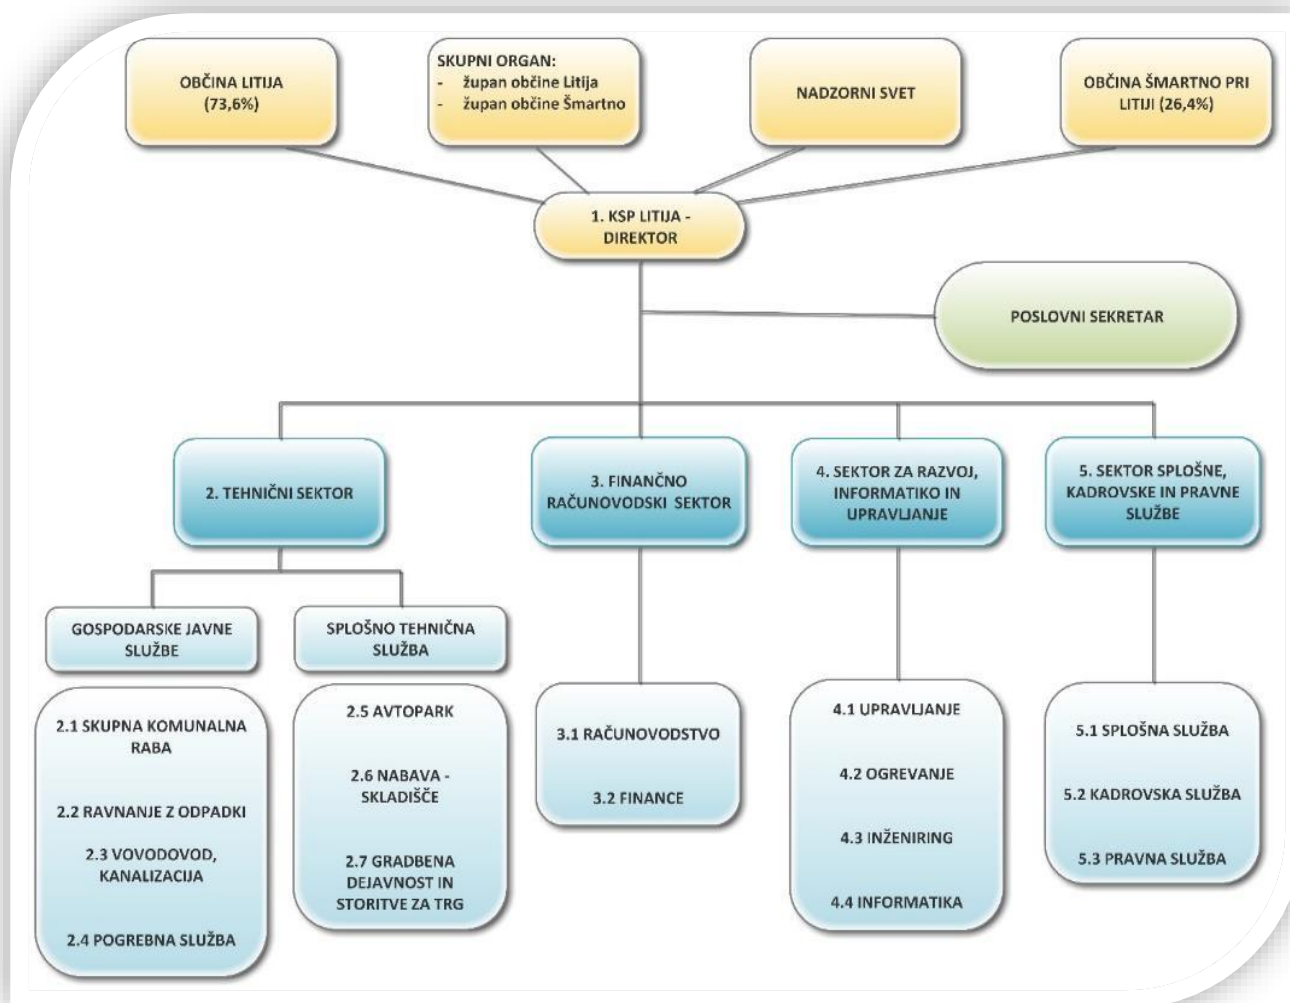 OBČINA LITIJA
(73,6%)
SKUPNI ORGAN:
- župan občine Litija
- župan občine Šmartno
NADZORNI SVET
OBČINA ŠMARTNO PRI
LITIJI (26,4%)
1. KSP LITIJA -
DIREKTOR
POSLOVNI SEKRETAR
2. TEHNIČNI SEKTOR
3. FINANČNO
RAČUNOVODSKI SEKTOR
4. SEKTOR ZA RAZVOJ,
INFORMATIKO IN
UPRAVLJANJE
5. SEKTOR SPLOŠNE,
KADROVSKE IN PRAVNE
SLUŽBE
GOSPODARSKE JAVNE
SLUŽBE
SPLOŠNO TEHNIČNA
SLUŽBA
2.1 SKUPNA KOMUNALNA
RABA
2.2 RAVNANJE Z ODPADKI
2.3 VOVODOVOD,
KANALIZACIJA
2.4 POGREBNA SLUŽBA
2.5 AVTOPARK
2.6 NABAVA -
SKLADIŠČE
2.7 GRADBENA
DEJAVNOST IN
STORITVE ZA TRG
3.1 RAČUNOVODSTVO
3.2 FINANCE
4.1 UPRAVLJANJE
4.2 OGREVANJE
4.3 INŽENIRING
4.4 INFORMATIKA
5.1 SPLOŠNA SLUŽBA
5.2 KADROVSKA SLUŽBA
5.3 PRAVNA SLUŽBA